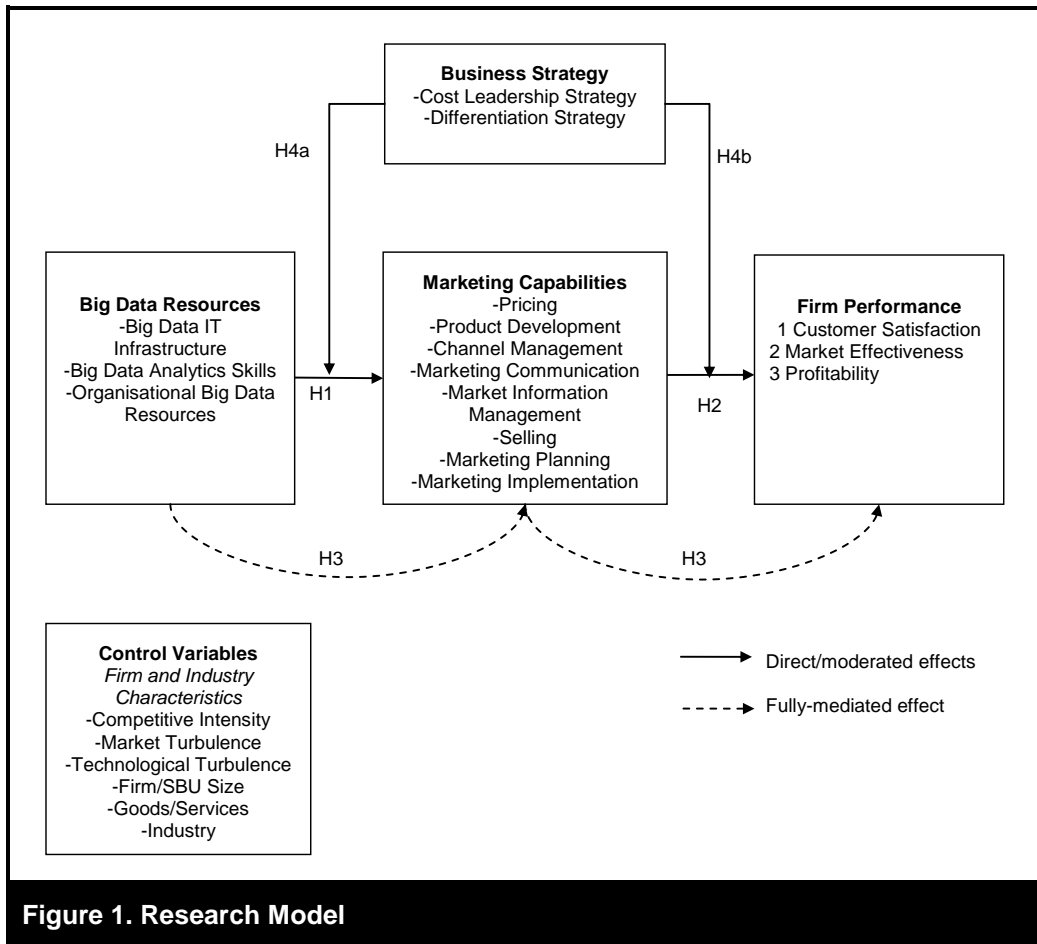 Business Strategy
-Cost Leadership Strategy
-Differentiation Strategy
H4a
H4b
Big Data Resources
-Big Data IT
Infrastructure
-Big Data Analytics Skills
-Organisational Big Data
Resources
H1
Marketing Capabilities
-Pricing
-Product Development
-Channel Management
-Marketing Communication
-Market Information
Management
-Selling
-Marketing Planning
-Marketing Implementation
H2
Firm Performance
1 Customer Satisfaction
2 Market Effectiveness
3 Profitability
H3
H3
Control Variables
Firm and Industry
Characteristics
-Competitive Intensity
-Market Turbulence
-Technological Turbulence
-Firm/SBU Size
-Goods/Services
-Industry
Direct/moderated effects
Fully-mediated effect
Figure 1. Research Model